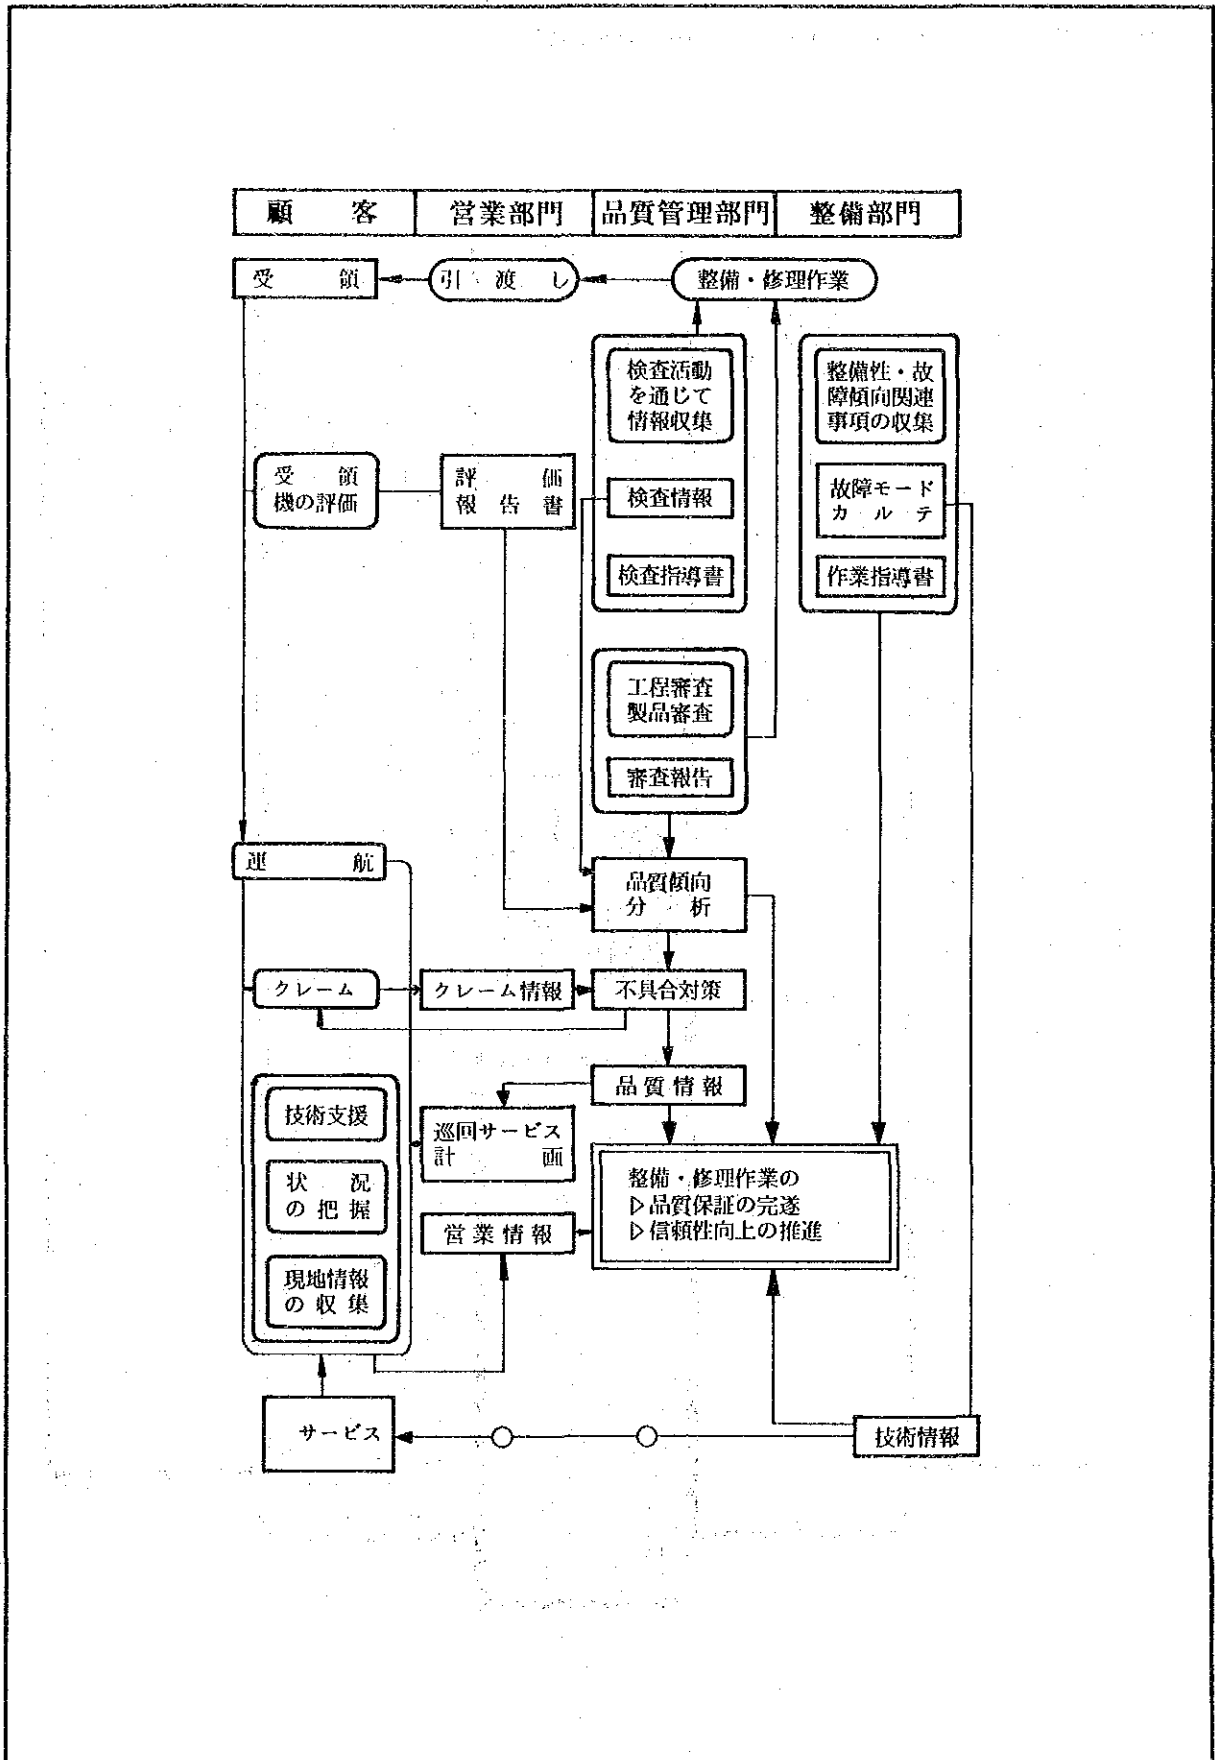 顧客 営業部門 品質管理部門 整備部門
受領
引渡し
整備・修理作業
検査活動
を通じて
情報収集
整備性・故
障傾向関連
事項の収集
受領
機の評価
評価
報告書
検査情報
故障モード
カルテ
検査指導書
作業指導書
工程審査
製品審査
審査報告
運航
品質傾向
分析
クレーム
クレーム情報
不具合対策
品質情報
技術支援
巡回サービス
計画
状況
の把握
整備・修理作業の
▷品質保証の完遂
▷信頼性向上の推進
営業情報
現地情報
の収集
サービス
技術情報